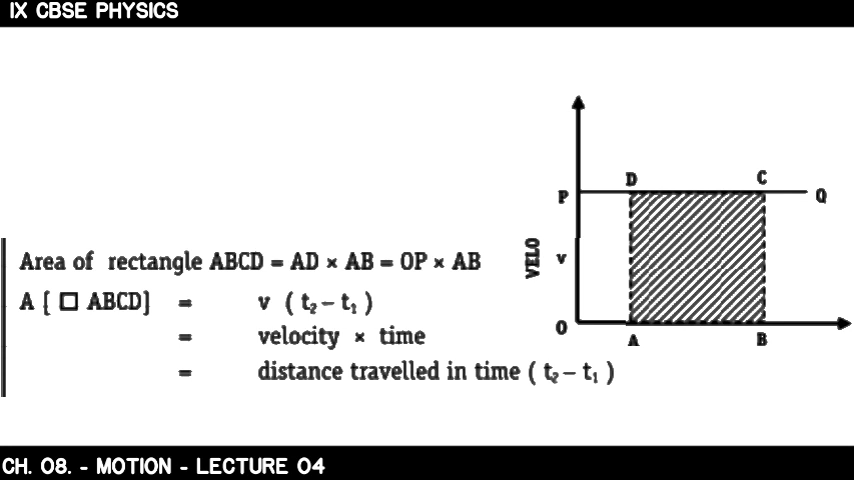 IX CBSE PHYSICS
D C
P Q
VELO
v
O
A B
Area of rectangle ABCD = AD × AB = OP × AB
A [ □ ABCD] = v ( t₂ – t₁ )
= velocity × time
= distance travelled in time ( t₂ – t₁ )
CH. 08. - MOTION - LECTURE 04